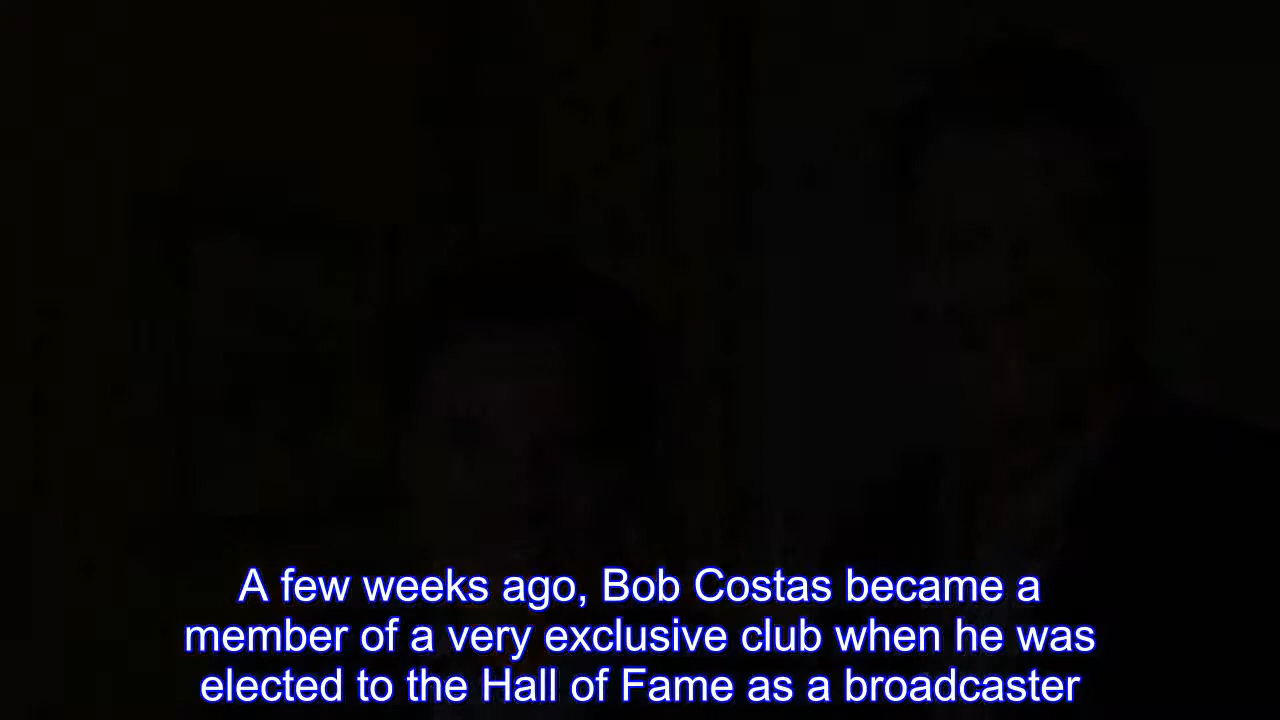 A few weeks ago, Bob Costas became a
member of a very exclusive club when he was
elected to the Hall of Fame as a broadcaster